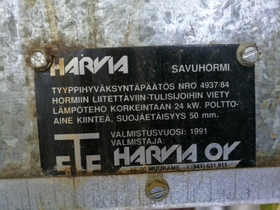 HARVIA SAVUHORMI
TYYPPIHYVÄKSYNTÄPÄÄTÖS NRO 4937/84
HORMIIN LIITETTÄVIIN TULISIJOIHIN VIETY
LÄMPÖTEHO KORKEINTAAN 24 kW. POLTTO-
AINE KIINTEÄ, SUOJAETÄISYYS 50 mm.
VALMISTUSVUOSI: 1991
VALMISTAJA:
HARVIA OY
MUURAME